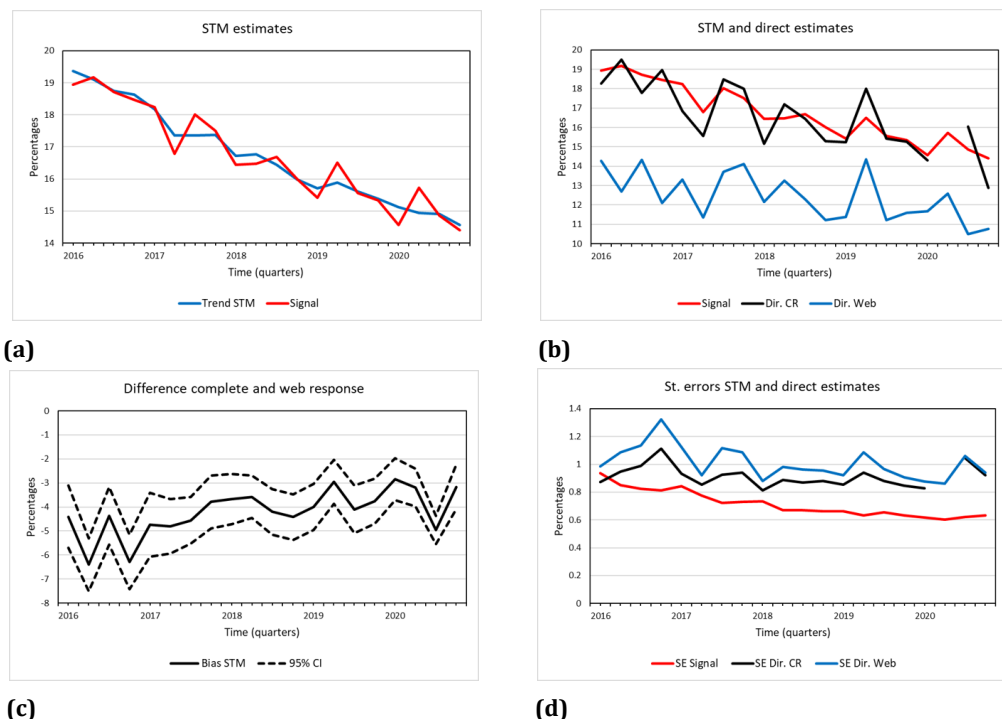 STM estimates
20
19
18
17
16
15
14
Percentages
2016 2017 2018 2019 2020
Time (quarters)
Trend STM Signal
(a)
STM and direct estimates
20
19
18
17
16
15
14
13
12
11
10
Percentages
2016 2017 2018 2019 2020
Time (quarters)
Signal Dir. CR Dir. Web
(b)
Difference complete and web response
0
-1
-2
-3
-4
-5
-6
-7
-8
Percentages
2016 2017 2018 2019 2020
Time (quarters)
Bias STM 95% CI
(c)
St. errors STM and direct estimates
1.4
1.2
1
0.8
0.6
0.4
0.2
0
Percentages
2016 2017 2018 2019 2020
Time (quarters)
SE Signal SE Dir. CR SE Dir. Web
(d)